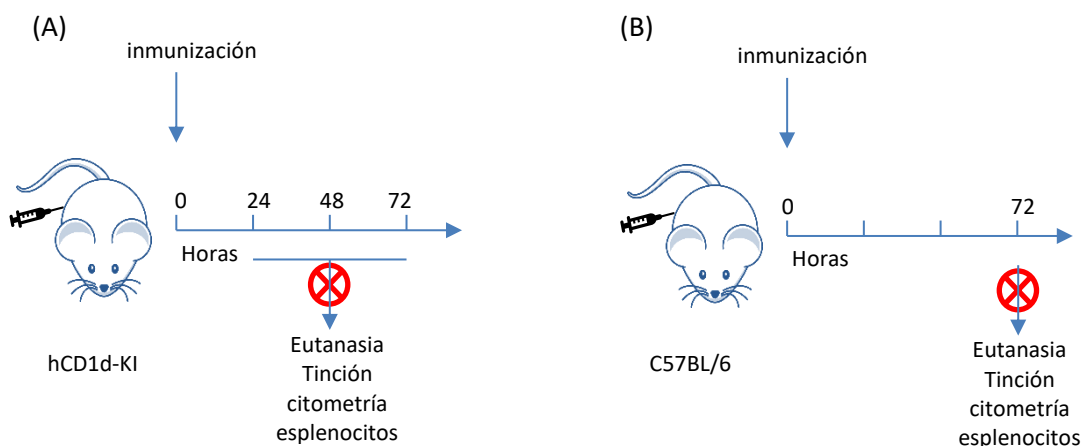 (A)
inmunización
0
24
48
72
Horas
hCD1d-KI
Eutanasia
Tinción
citometría
esplenocitos
(B)
inmunización
0
72
Horas
C57BL/6
Eutanasia
Tinción
citometría
esplenocitos